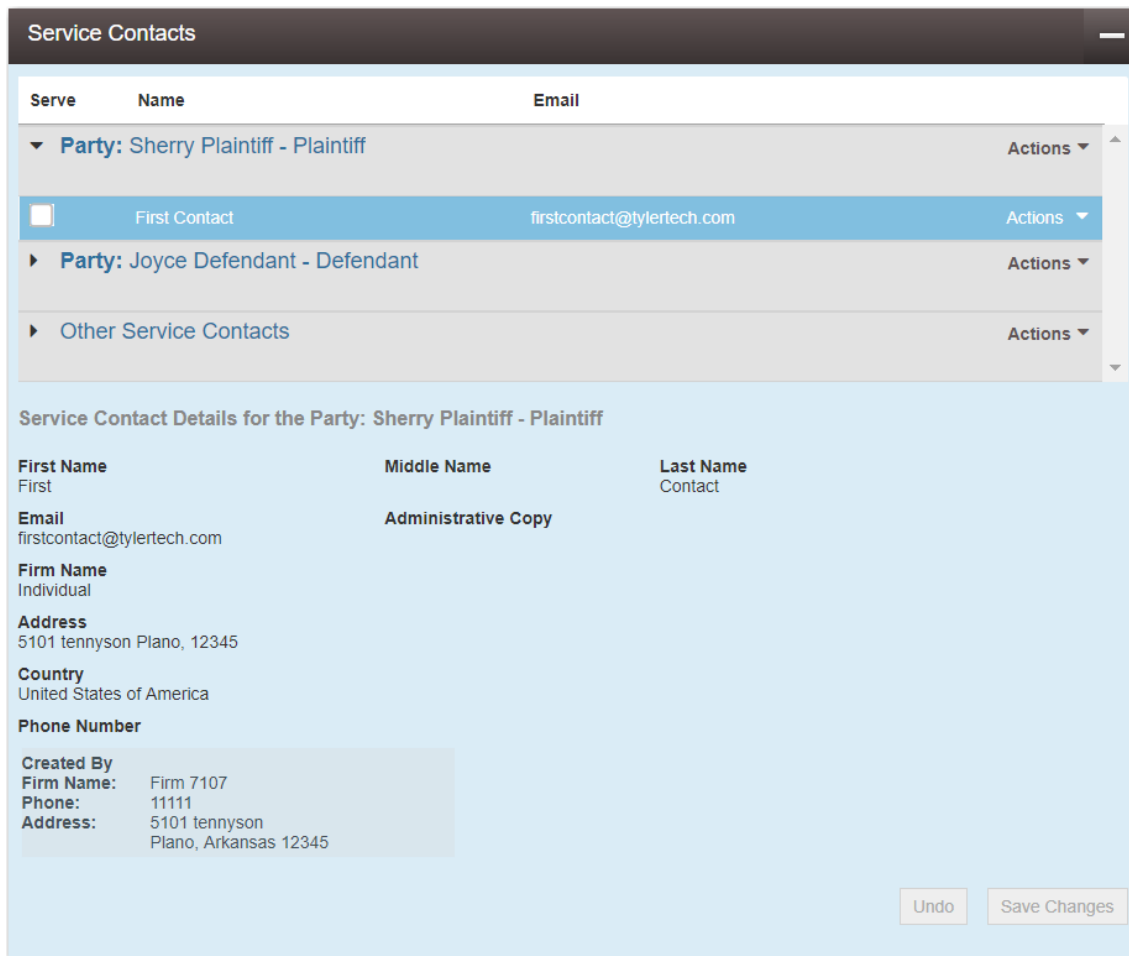 Service Contacts
Serve Name Email
Party: Sherry Plaintiff - Plaintiff Actions
First Contact firstcontact@tylertech.com Actions
Party: Joyce Defendant - Defendant Actions
Other Service Contacts Actions
Service Contact Details for the Party: Sherry Plaintiff - Plaintiff
First Name Middle Name Last Name
First Contact
Email Administrative Copy
firstcontact@tylertech.com
Firm Name
Individual
Address
5101 tennyson Plano, 12345
Country
United States of America
Phone Number
Created By
Firm Name: Firm 7107
Phone: 11111
Address: 5101 tennyson
Plano, Arkansas 12345
Undo Save Changes